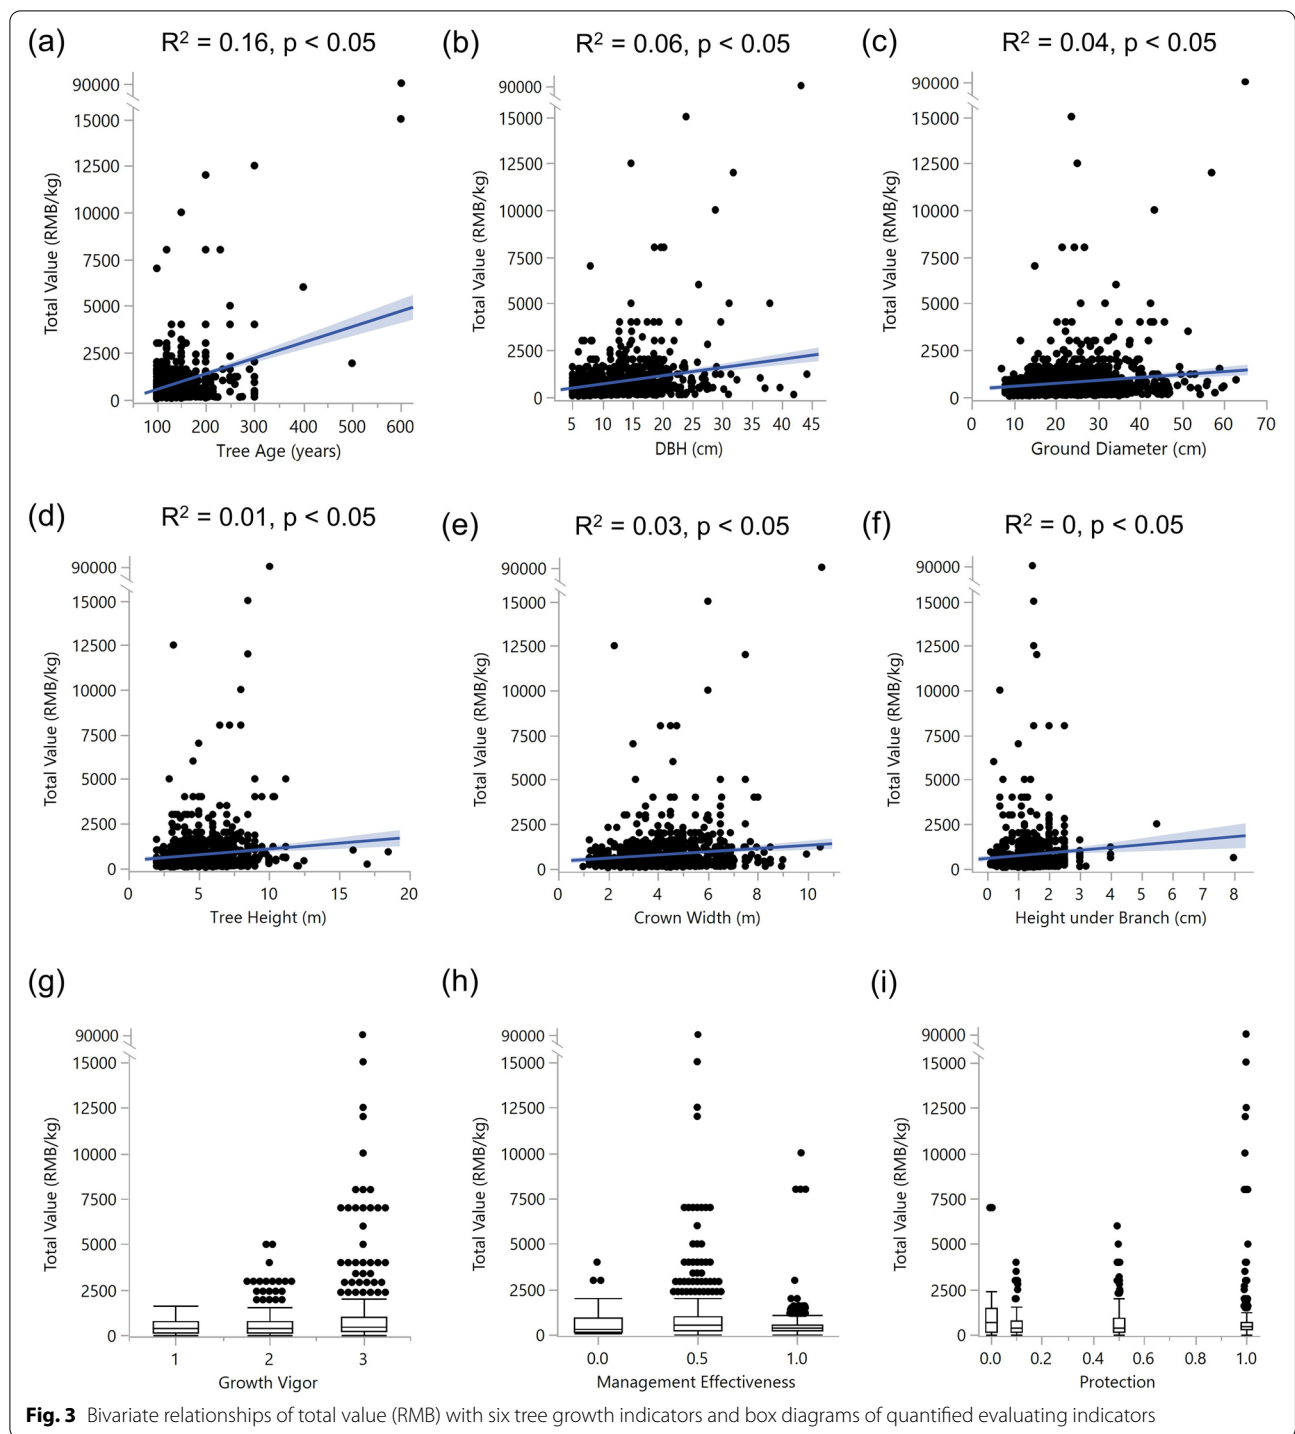 (a) R² = 0.16, p < 0.05
90000
15000
12500
10000
7500
5000
2500
0
Total Value (RMB/kg)
100 200 300 400 500 600
Tree Age (years)
(b) R² = 0.06, p < 0.05
90000
15000
12500
10000
7500
5000
2500
0
Total Value (RMB/kg)
5 10 15 20 25 30 35 40 45
DBH (cm)
(c) R² = 0.04, p < 0.05
90000
15000
12500
10000
7500
5000
2500
0
Total Value (RMB/kg)
0 10 20 30 40 50 60 70
Ground Diameter (cm)
(d) R² = 0.01, p < 0.05
90000
15000
12500
10000
7500
5000
2500
0
Total Value (RMB/kg)
0 5 10 15 20
Tree Height (m)
(e) R² = 0.03, p < 0.05
90000
15000
12500
10000
7500
5000
2500
0
Total Value (RMB/kg)
0 2 4 6 8 10
Crown Width (m)
(f) R² = 0, p < 0.05
90000
15000
12500
10000
7500
5000
2500
0
Total Value (RMB/kg)
0 1 2 3 4 5 6 7 8
Height under Branch (cm)
(g)
90000
15000
12500
10000
7500
5000
2500
0
Total Value (RMB/kg)
1 2 3
Growth Vigor
(h)
90000
15000
12500
10000
7500
5000
2500
0
Total Value (RMB/kg)
0.0 0.5 1.0
Management Effectiveness
(i)
90000
15000
12500
10000
7500
5000
2500
0
Total Value (RMB/kg)
0.0 0.2 0.4 0.6 0.8 1.0
Protection
Fig. 3 Bivariate relationships of total value (RMB) with six tree growth indicators and box diagrams of quantified evaluating indicators